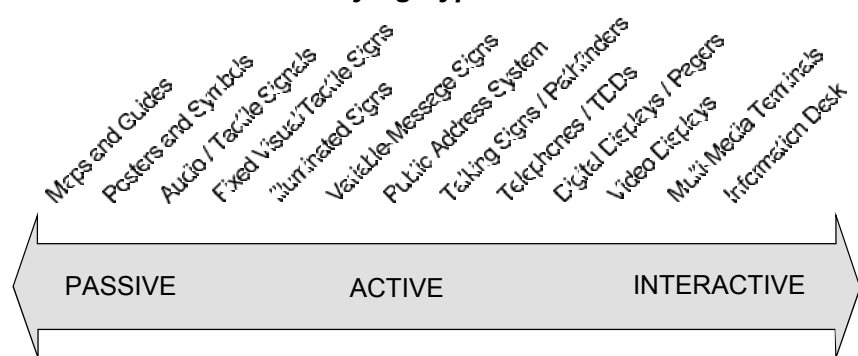 Maps and Guides
Posters and Symbols
Audio / Tactile Signals
Fixed Visual/Tactile Signs
Illuminated Signs
Variable-Message Signs
Public Address System
Talking Signs / Pathfinders
Telephones / TDDs
Digital Displays / Pagers
Video Displays
Multi-Media Terminals
Information Desk
PASSIVE
ACTIVE
INTERACTIVE